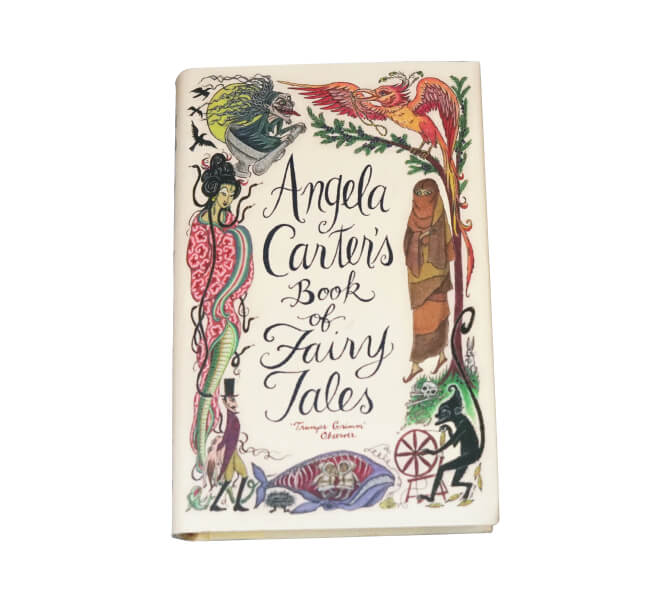 Angela
Carter's
Book
of
Fairy
Tales
'Trumps Grimm'
Observer